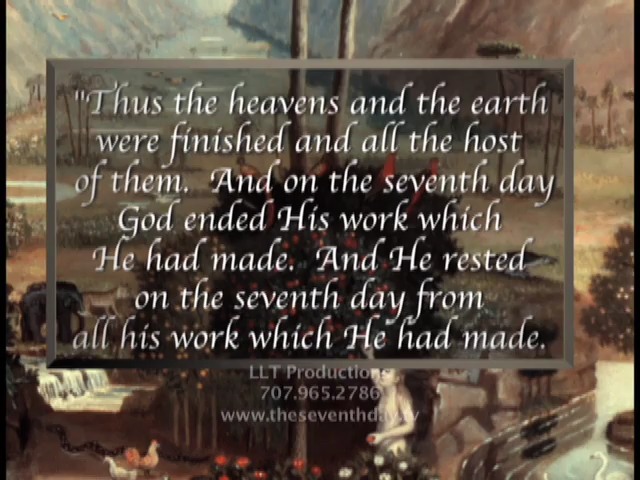 "Thus the heavens and the earth
were finished and all the host
of them. And on the seventh day
God ended His work which
He had made. And He rested
on the seventh day from
all his work which He had made.
LLT Productions
707.965.2786
www.theseventhday.tv